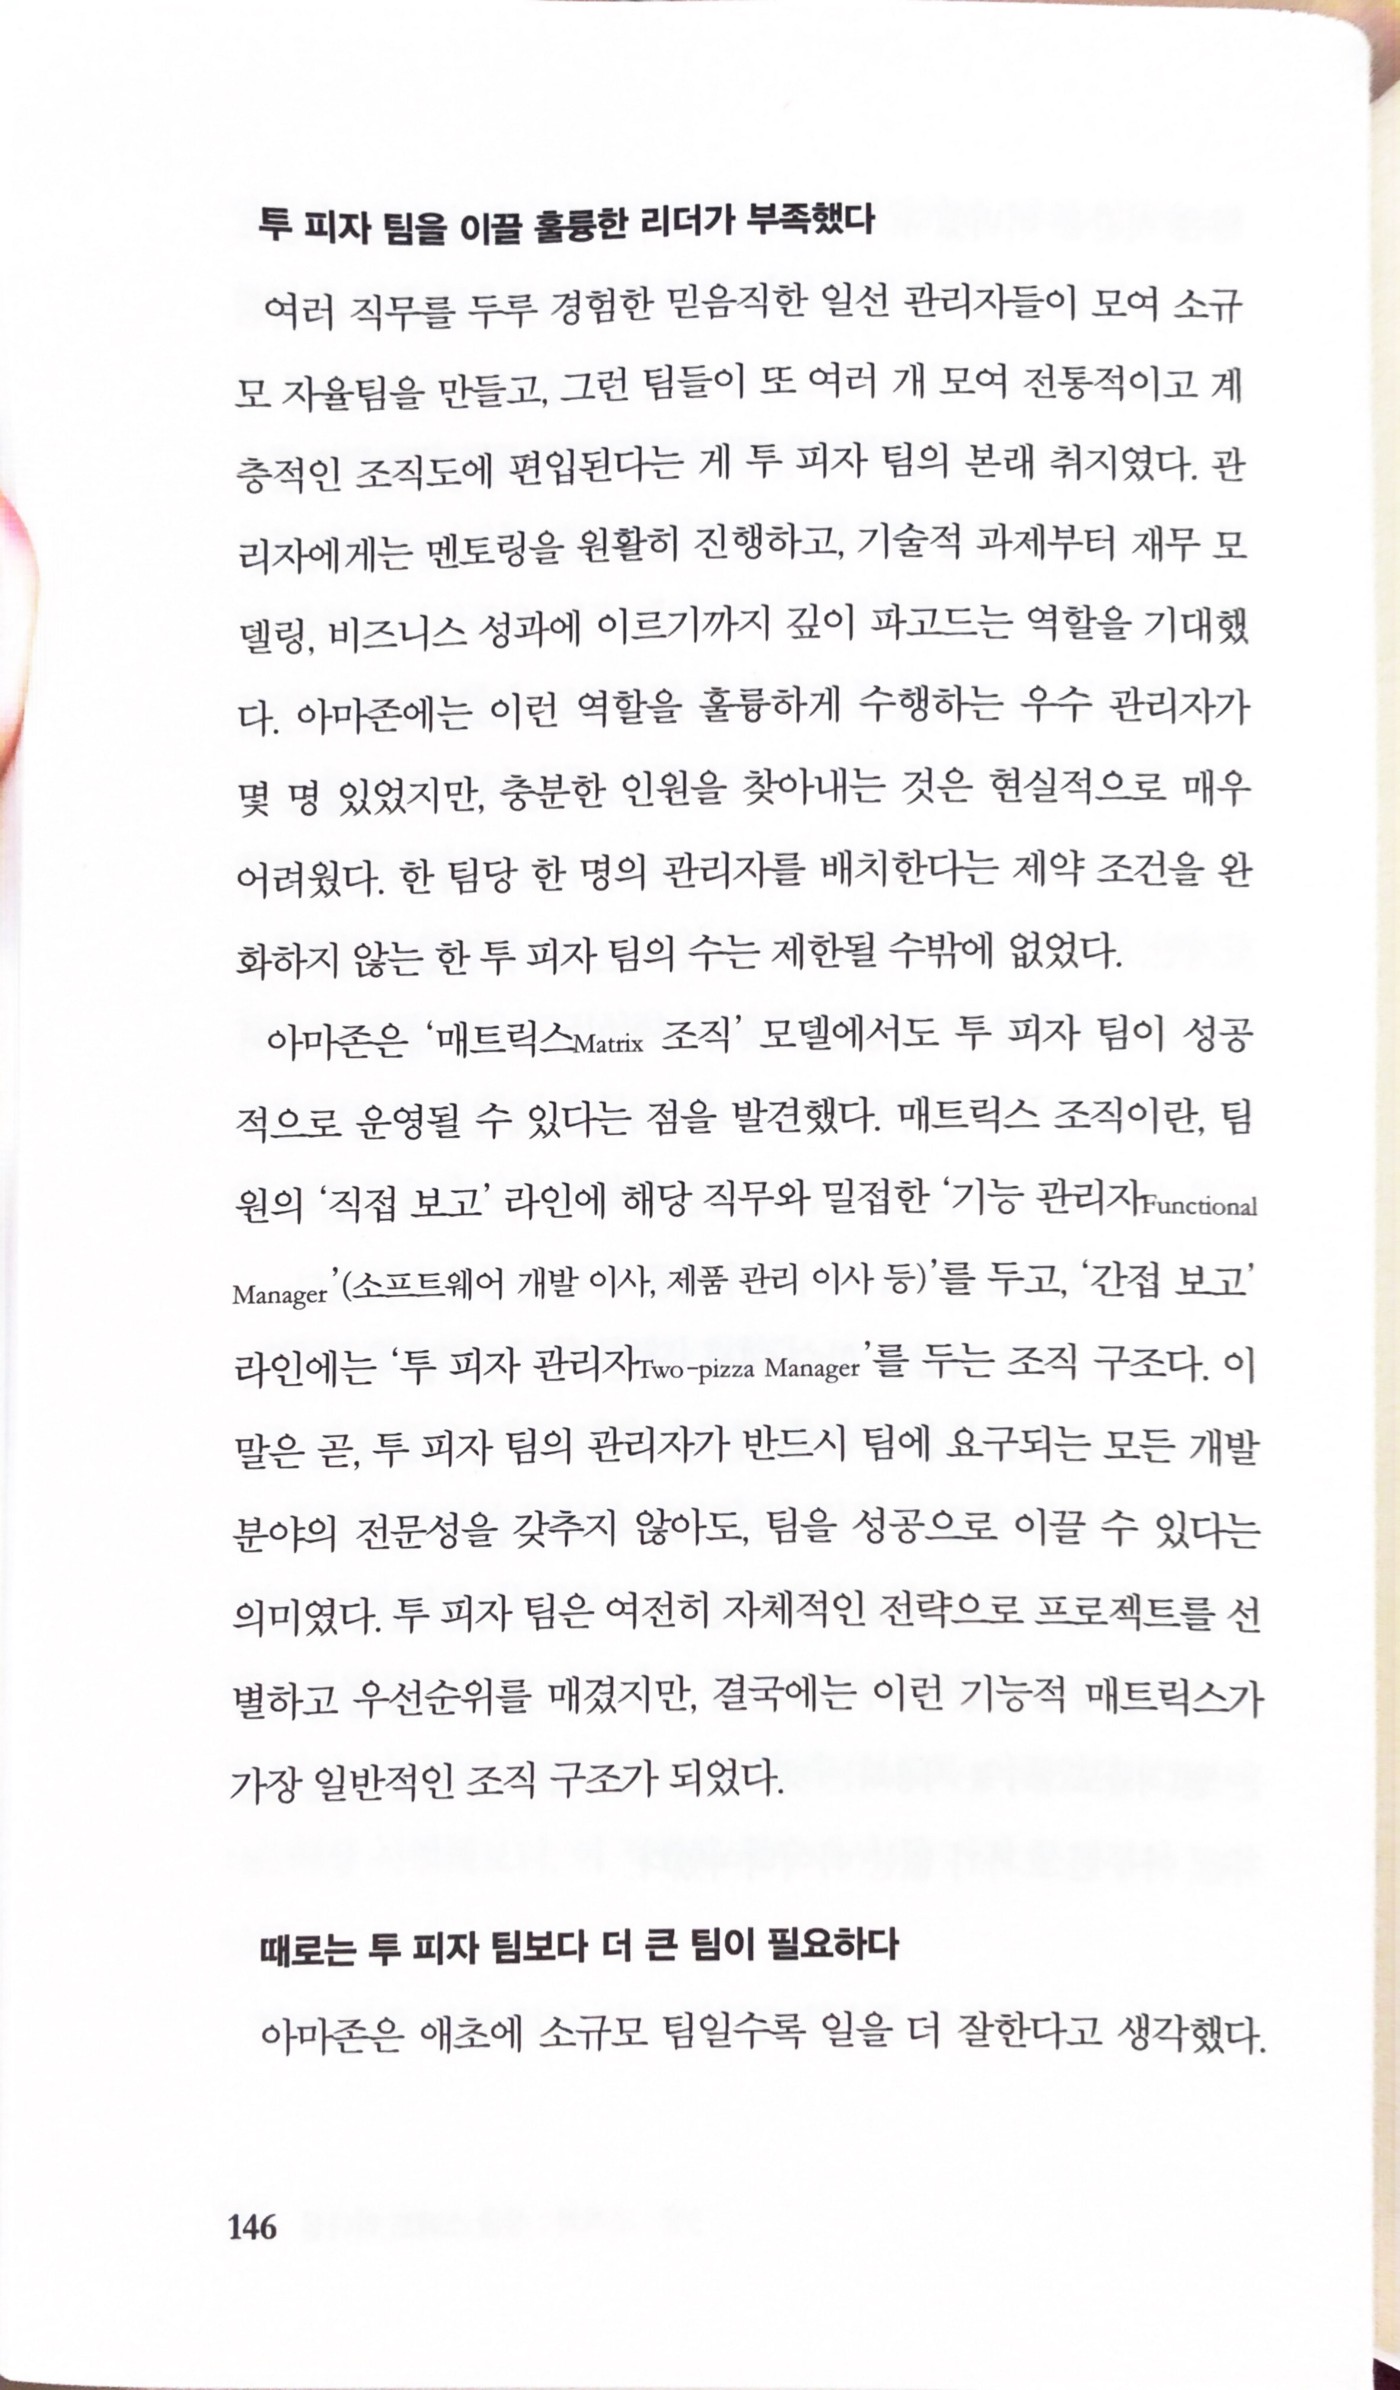 투 피자 팀을 이끌 훌륭한 리더가 부족했다
여러 직무를 두루 경험한 믿음직한 일선 관리자들이 모여 소규
모 자율팀을 만들고, 그런 팀들이 또 여러 개 모여 전통적이고 계
층적인 조직도에 편입된다는 게 투 피자 팀의 본래 취지였다. 관
리자에게는 멘토링을 원활히 진행하고, 기술적 과제부터 재무 모
델링, 비즈니스 성과에 이르기까지 깊이 파고드는 역할을 기대했
다. 아마존에는 이런 역할을 훌륭하게 수행하는 우수 관리자가
몇 명 있었지만, 충분한 인원을 찾아내는 것은 현실적으로 매우
어려웠다. 한 팀당 한 명의 관리자를 배치한다는 제약 조건을 완
화하지 않는 한 투 피자 팀의 수는 제한될 수밖에 없었다.
아마존은 ‘매트릭스Matrix 조직’ 모델에서도 투 피자 팀이 성공
적으로 운영될 수 있다는 점을 발견했다. 매트릭스 조직이란, 팀
원의 ‘직접 보고’ 라인에 해당 직무와 밀접한 ‘기능 관리자Functional
Manager’(소프트웨어 개발 이사, 제품 관리 이사 등)’를 두고, ‘간접 보고’
라인에는 ‘투 피자 관리자Two-pizza Manager’를 두는 조직 구조다. 이
말은 곧, 투 피자 팀의 관리자가 반드시 팀에 요구되는 모든 개발
분야의 전문성을 갖추지 않아도, 팀을 성공으로 이끌 수 있다는
의미였다. 투 피자 팀은 여전히 자체적인 전략으로 프로젝트를 선
별하고 우선순위를 매겼지만, 결국에는 이런 기능적 매트릭스가
가장 일반적인 조직 구조가 되었다.
때로는 투 피자 팀보다 더 큰 팀이 필요하다
아마존은 애초에 소규모 팀일수록 일을 더 잘한다고 생각했다.
146